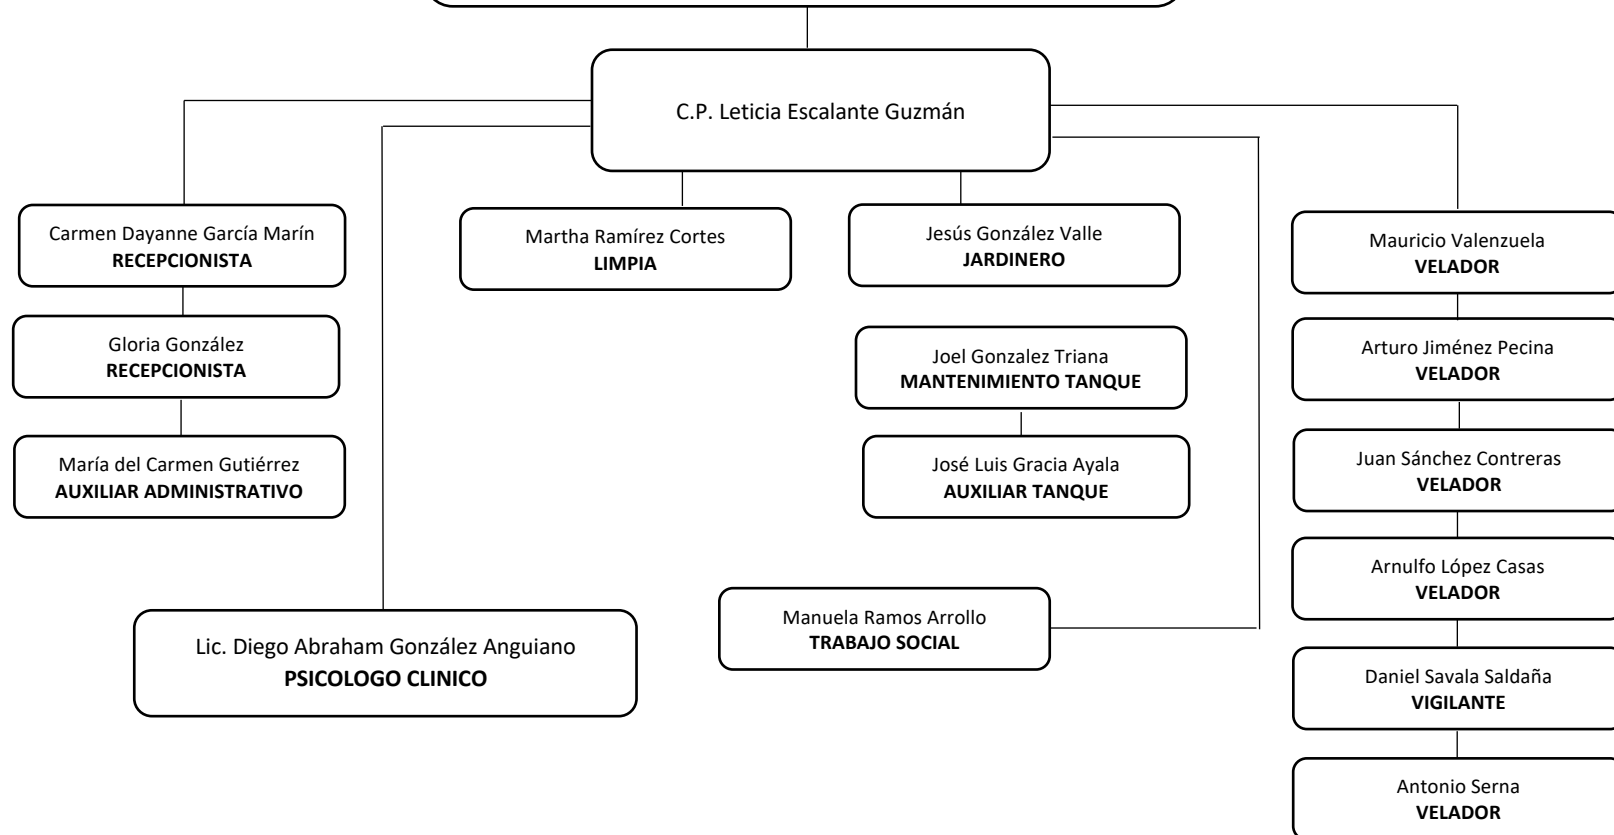 C.P. Leticia Escalante Guzmán
Carmen Dayanne García Marín
RECEPCIONISTA
Gloria González
RECEPCIONISTA
María del Carmen Gutiérrez
AUXILIAR ADMINISTRATIVO
Lic. Diego Abraham González Anguiano
PSICOLOGO CLINICO
Martha Ramírez Cortes
LIMPIA
Jesús González Valle
JARDINERO
Joel Gonzalez Triana
MANTENIMIENTO TANQUE
José Luis Gracia Ayala
AUXILIAR TANQUE
Manuela Ramos Arrollo
TRABAJO SOCIAL
Mauricio Valenzuela
VELADOR
Arturo Jiménez Pecina
VELADOR
Juan Sánchez Contreras
VELADOR
Arnulfo López Casas
VELADOR
Daniel Savala Saldaña
VIGILANTE
Antonio Serna
VELADOR